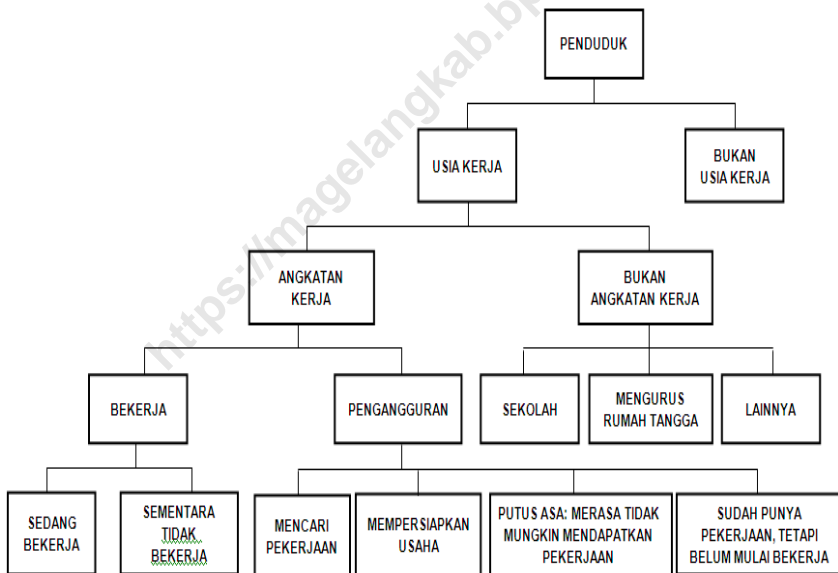 PENDUDUK
USIA KERJA
BUKAN
USIA KERJA
ANGKATAN
KERJA
BUKAN
ANGKATAN KERJA
BEKERJA
PENGANGGURAN
SEKOLAH
MENGURUS
RUMAH TANGGA
LAINNYA
SEDANG
BEKERJA
SEMENTARA
TIDAK
BEKERJA
MENCARI
PEKERJAAN
MEMPERSIAPKAN
USAHA
PUTUS ASA: MERASA TIDAK
MUNGKIN MENDAPATKAN
PEKERJAAN
SUDAH PUNYA
PEKERJAAN, TETAPI
BELUM MULAI BEKERJA
https://magelangkab.bp